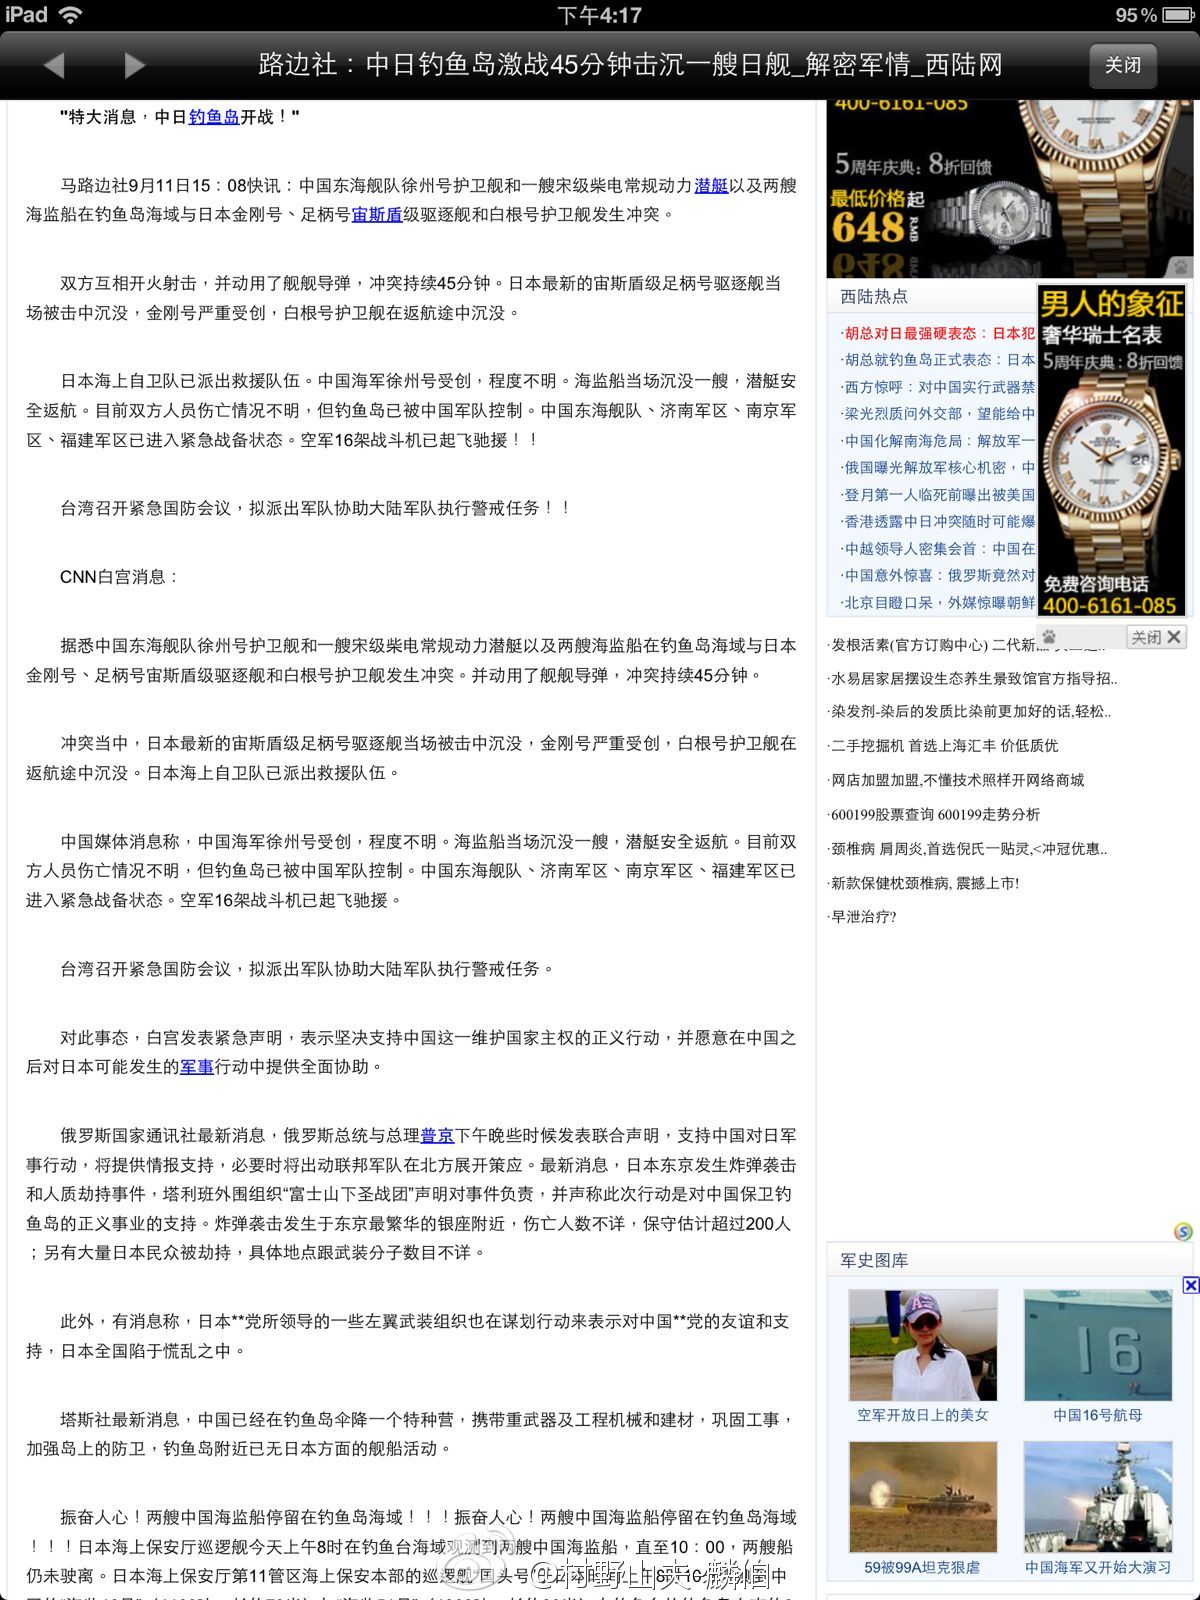 iPad
下午4:17
95%
路边社：中日钓鱼岛激战45分钟击沉一艘日舰_解密军情_西陆网
关闭
"特大消息，中日钓鱼岛开战！"
马路边社9月11日15：08快讯：中国东海舰队徐州号护卫舰和一艘宋级柴电常规动力潜艇以及两艘
海监船在钓鱼岛海域与日本金刚号、足柄号宙斯盾级驱逐舰和白根号护卫舰发生冲突。
双方互相开火射击，并动用了舰舰导弹，冲突持续45分钟。日本最新的宙斯盾级足柄号驱逐舰当
场被击中沉没，金刚号严重受创，白根号护卫舰在返航途中沉没。
日本海上自卫队已派出救援队伍。中国海军徐州号受创，程度不明。海监船当场沉没一艘，潜艇安
全返航。目前双方人员伤亡情况不明，但钓鱼岛已被中国军队控制。中国东海舰队、济南军区、南京军
区、福建军区已进入紧急战备状态。空军16架战斗机已起飞驰援！！
台湾召开紧急国防会议，拟派出军队协助大陆军队执行警戒任务！！
CNN白宫消息：
据悉中国东海舰队徐州号护卫舰和一艘宋级柴电常规动力潜艇以及两艘海监船在钓鱼岛海域与日本
金刚号、足柄号宙斯盾级驱逐舰和白根号护卫舰发生冲突。并动用了舰舰导弹，冲突持续45分钟。
冲突当中，日本最新的宙斯盾级足柄号驱逐舰当场被击中沉没，金刚号严重受创，白根号护卫舰在
返航途中沉没。日本海上自卫队已派出救援队伍。
中国媒体消息称，中国海军徐州号受创，程度不明。海监船当场沉没一艘，潜艇安全返航。目前双
方人员伤亡情况不明，但钓鱼岛已被中国军队控制。中国东海舰队、济南军区、南京军区、福建军区已
进入紧急战备状态。空军16架战斗机已起飞驰援。
台湾召开紧急国防会议，拟派出军队协助大陆军队执行警戒任务。
对此事态，白宫发表紧急声明，表示坚决支持中国这一维护国家主权的正义行动，并愿意在中国之
后对日本可能发生的军事行动中提供全面协助。
俄罗斯国家通讯社最新消息，俄罗斯总统与总理普京下午晚些时候发表联合声明，支持中国对日军
事行动，将提供情报支持，必要时将出动联邦军队在北方展开策应。最新消息，日本东京发生炸弹袭击
和人质劫持事件，塔利班外围组织“富士山下圣战团”声明对事件负责，并声称此次行动是对中国保卫钓
鱼岛的正义事业的支持。炸弹袭击发生于东京最繁华的银座附近，伤亡人数不详，保守估计超过200人
；另有大量日本民众被劫持，具体地点跟武装分子数目不详。
此外，有消息称，日本**党所领导的一些左翼武装组织也在谋划行动来表示对中国**党的友谊和支
持，日本全国陷于慌乱之中。
塔斯社最新消息，中国已经在钓鱼岛伞降一个特种营，携带重武器及工程机械和建材，巩固工事，
加强岛上的防卫，钓鱼岛附近已无日本方面的舰船活动。
振奋人心！两艘中国海监船停留在钓鱼岛海域！！！振奋人心！两艘中国海监船停留在钓鱼岛海域
！！！日本海上保安厅巡逻舰今天上午8时在钓鱼台海域观测到两艘中国海监船，直至10：00，两艘船
仍未驶离。日本海上保安厅第11管区海上保安本部的巡逻舰“国头号
@村野山夫-麟伯
400-6161-085
5周年庆典：8折回馈
最低价格起
648 RMB
西陆热点
·胡总对日最强硬表态：日本犯
·胡总就钓鱼岛正式表态：日本
·西方惊呼：对中国实行武器禁
·梁光烈质问外交部，望能给中
·中国化解南海危局：解放军一
·俄国曝光解放军核心机密，中
·登月第一人临死前曝出被美国
·香港透露中日冲突随时可能爆
·中越领导人密集会首：中国在
·中国意外惊喜：俄罗斯竟然对
·北京目瞪口呆，外媒惊曝朝鲜
男人的象征
奢华瑞士名表
5周年庆典：8折回馈
免费咨询电话
400-6161-085
关闭
·发根活素(官方订购中心) 二代新
·水易居家居摆设生态养生景致馆官方指导招..
·染发剂-染后的发质比染前更加好的话,轻松..
·二手挖掘机 首选上海汇丰 价低质优
·网店加盟加盟,不懂技术照样开网络商城
·600199股票查询 600199走势分析
·颈椎病 肩周炎,首选倪氏一贴灵,<冲冠优惠..
·新款保健枕颈椎病, 震撼上市!
·早泄治疗?
军史图库
16
空军开放日上的美女
中国16号航母
59被99A坦克狠虐
中国海军又开始大演习